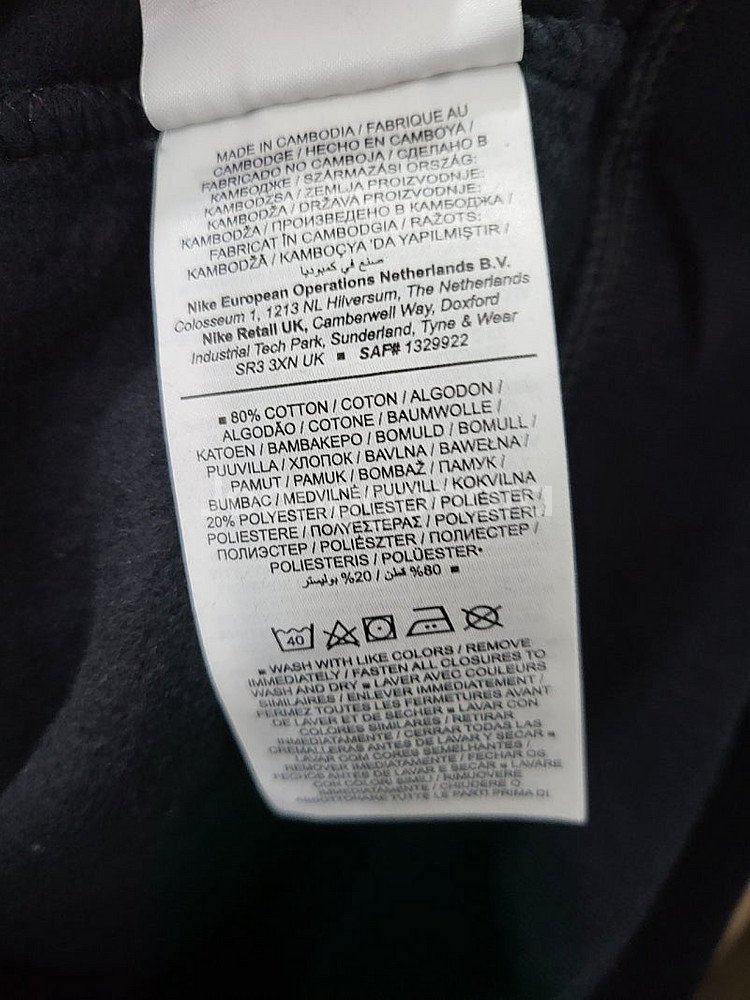 MADE IN CAMBODIA / FABRIQUE AU
CAMBODGE / HECHO EN CAMBOYA /
FABRICADO NO CAMBOJA / СДЕЛАНО В
КАМБОДЖЕ / SZÁRMAZÁSI ORSZÁG:
KAMBODZSA / ZEMLJA PROIZVODNJE:
KAMBODŽA / DRŽAVA PROIZVODNJE:
KAMBODŽA / ПРОИЗВЕДЕНО В КАМБОДЖА /
FABRICAT ÎN CAMBODGIA / RAŽOTS:
KAMBODŽĀ / KAMBOÇYA 'DA YAPILMIŞTIR /
صنع في كمبوديا
Nike European Operations Netherlands B.V.
Colosseum 1, 1213 NL Hilversum, The Netherlands
Nike Retail UK, Camberwell Way, Doxford
Industrial Tech Park, Sunderland, Tyne & Wear
SR3 3XN UK ■ SAF# 1329922
■ 80% COTTON / COTON / ALGODON /
ALGODÃO / COTONE / BAUMWOLLE /
KATOEN / ΒΑΜΒΑΚΕΡΟ / BOMULD / BOMULL /
PUUVILLA / ХЛОПОК / BAVLNA / BAWEŁNA /
PAMUT / PAMUK / BOMBAŽ / ПАМУК /
BUMBAC / MEDVILNĖ / PUUVILL / KOKVILNA
20% POLYESTER / POLIESTER / POLIÉSTER /
POLIESTERE / ΠΟΛΥΕΣΤΕΡΑΣ / POLYESTERI /
ПОЛИЭСТЕР / POLIÉSZTER / ПОЛИЕСТЕР /
POLIESTERIS / POLÜESTER*
80% قطن / 20% بوليستر ■
40
■ WASH WITH LIKE COLORS / REMOVE
IMMEDIATELY / FASTEN ALL CLOSURES TO
WASH AND DRY ■ LAVER AVEC COULEURS
SIMILAIRES / ENLEVER IMMEDIATEMENT /
FERMEZ TOUTES LES FERMETURES AVANT
DE LAVER ET DE SECHER ■ LAVAR CON
COLORES SIMILARES / RETIRAR
INMEDIATAMENTE / CERRAR TODAS LAS
CREMALLERAS ANTES DE LAVAR Y SECAR ■
LAVAR COM CORES SEMELHANTES /
REMOVER IMEDIATAMENTE / FECHAR OS
FECHOS ANTES DE LAVAR E SECAR ■ LAVARE
CON COLORI SIMILI / RIMUOVERE
IMMEDIATAMENTE / CHIUDERE O
ABBOTTONARE TUTTE LE PARTI PRIMA DI